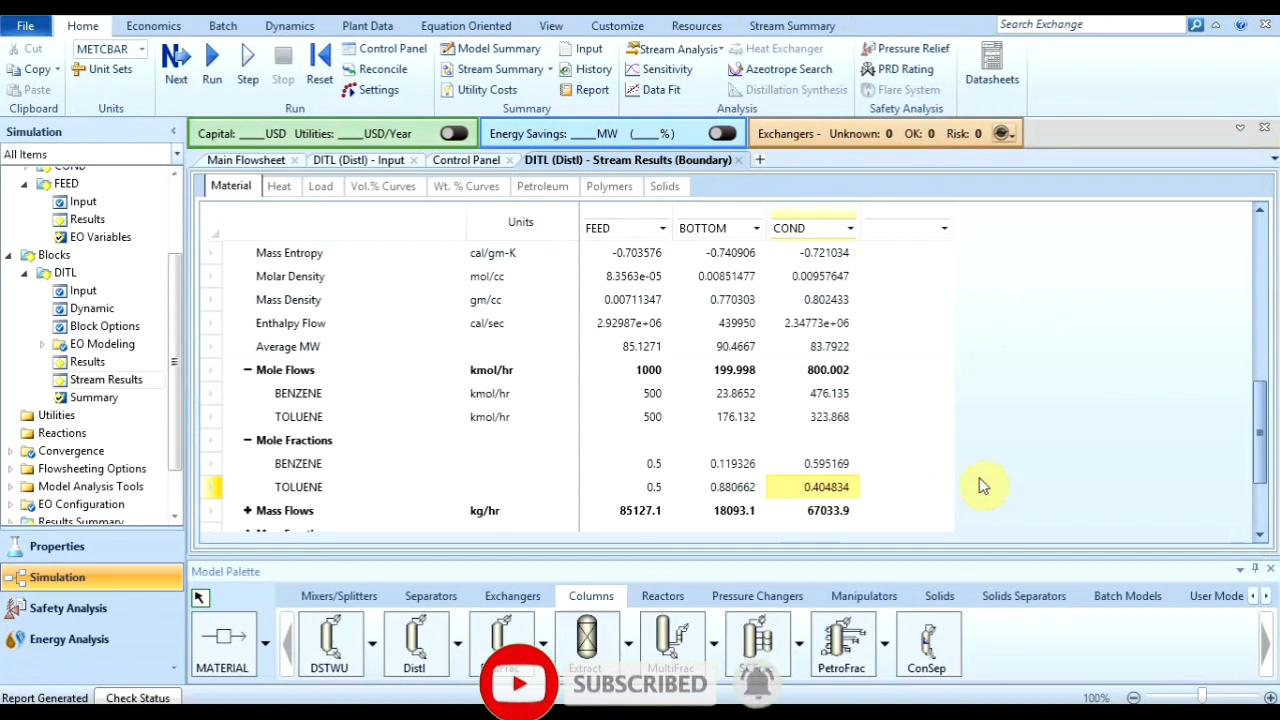 File Home Economics Batch Dynamics Plant Data Equation Oriented View Customize Resources Stream Summary Search Exchange
Cut METCBAR Control Panel Model Summary Input Stream Analysis Heat Exchanger Pressure Relief
Copy Unit Sets Next Run Step Stop Reset Reconcile Stream Summary History Sensitivity Azeotrope Search PRD Rating Datasheets
Paste Settings Utility Costs Report Data Fit Distillation Synthesis Flare System
Clipboard Units Run Summary Analysis Safety Analysis
Simulation Capital: ____USD Utilities: ____USD/Year Energy Savings: ____MW (____%) Exchangers - Unknown: 0 OK: 0 Risk: 0
All Items Main Flowsheet DITL (Distl) - Input Control Panel DITL (Distl) - Stream Results (Boundary)
FEED
Input
Results
EO Variables
Blocks
DITL
Input
Dynamic
Block Options
EO Modeling
Results
Stream Results
Summary
Utilities
Reactions
Convergence
Flowsheeting Options
Model Analysis Tools
EO Configuration
Results Summary
Properties
Simulation
Safety Analysis
Energy Analysis
Material Heat Load Vol.% Curves Wt. % Curves Petroleum Polymers Solids
Units FEED BOTTOM COND
Mass Entropy cal/gm-K -0.703576 -0.740906 -0.721034
Molar Density mol/cc 8.3563e-05 0.00851477 0.00957647
Mass Density gm/cc 0.00711347 0.770303 0.802433
Enthalpy Flow cal/sec 2.92987e+06 439950 2.34773e+06
Average MW 85.1271 90.4667 83.7922
Mole Flows kmol/hr 1000 199.998 800.002
BENZENE kmol/hr 500 23.8652 476.135
TOLUENE kmol/hr 500 176.132 323.868
Mole Fractions
BENZENE 0.5 0.119326 0.595169
TOLUENE 0.5 0.880662 0.404834
Mass Flows kg/hr 85127.1 18093.1 67033.9
Model Palette
Mixers/Splitters Separators Exchangers Columns Reactors Pressure Changers Manipulators Solids Solids Separators Batch Models User Mode
MATERIAL DSTWU Distl Extract MultiFrac PetroFrac ConSep
SUBSCRIBED
Report Generated Check Status 100%